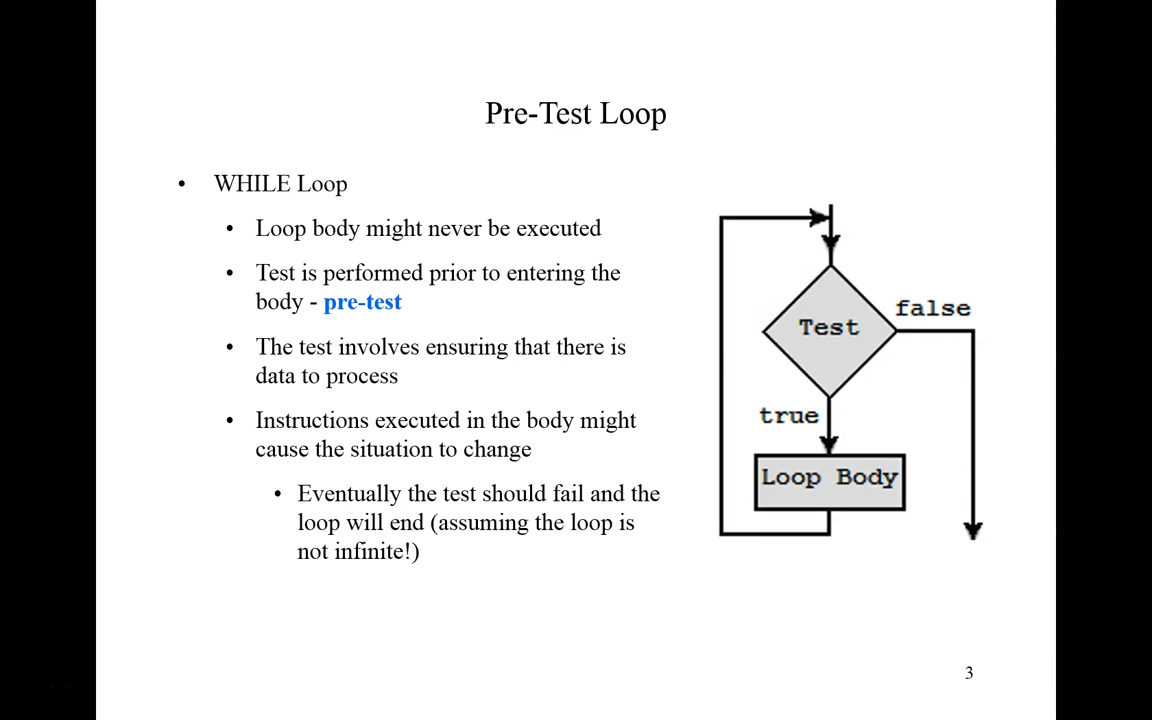 Pre-Test Loop
• WHILE Loop
• Loop body might never be executed
• Test is performed prior to entering the
body - pre-test
• The test involves ensuring that there is
data to process
• Instructions executed in the body might
cause the situation to change
• Eventually the test should fail and the
loop will end (assuming the loop is
not infinite!)
false
Test
true
Loop Body
3